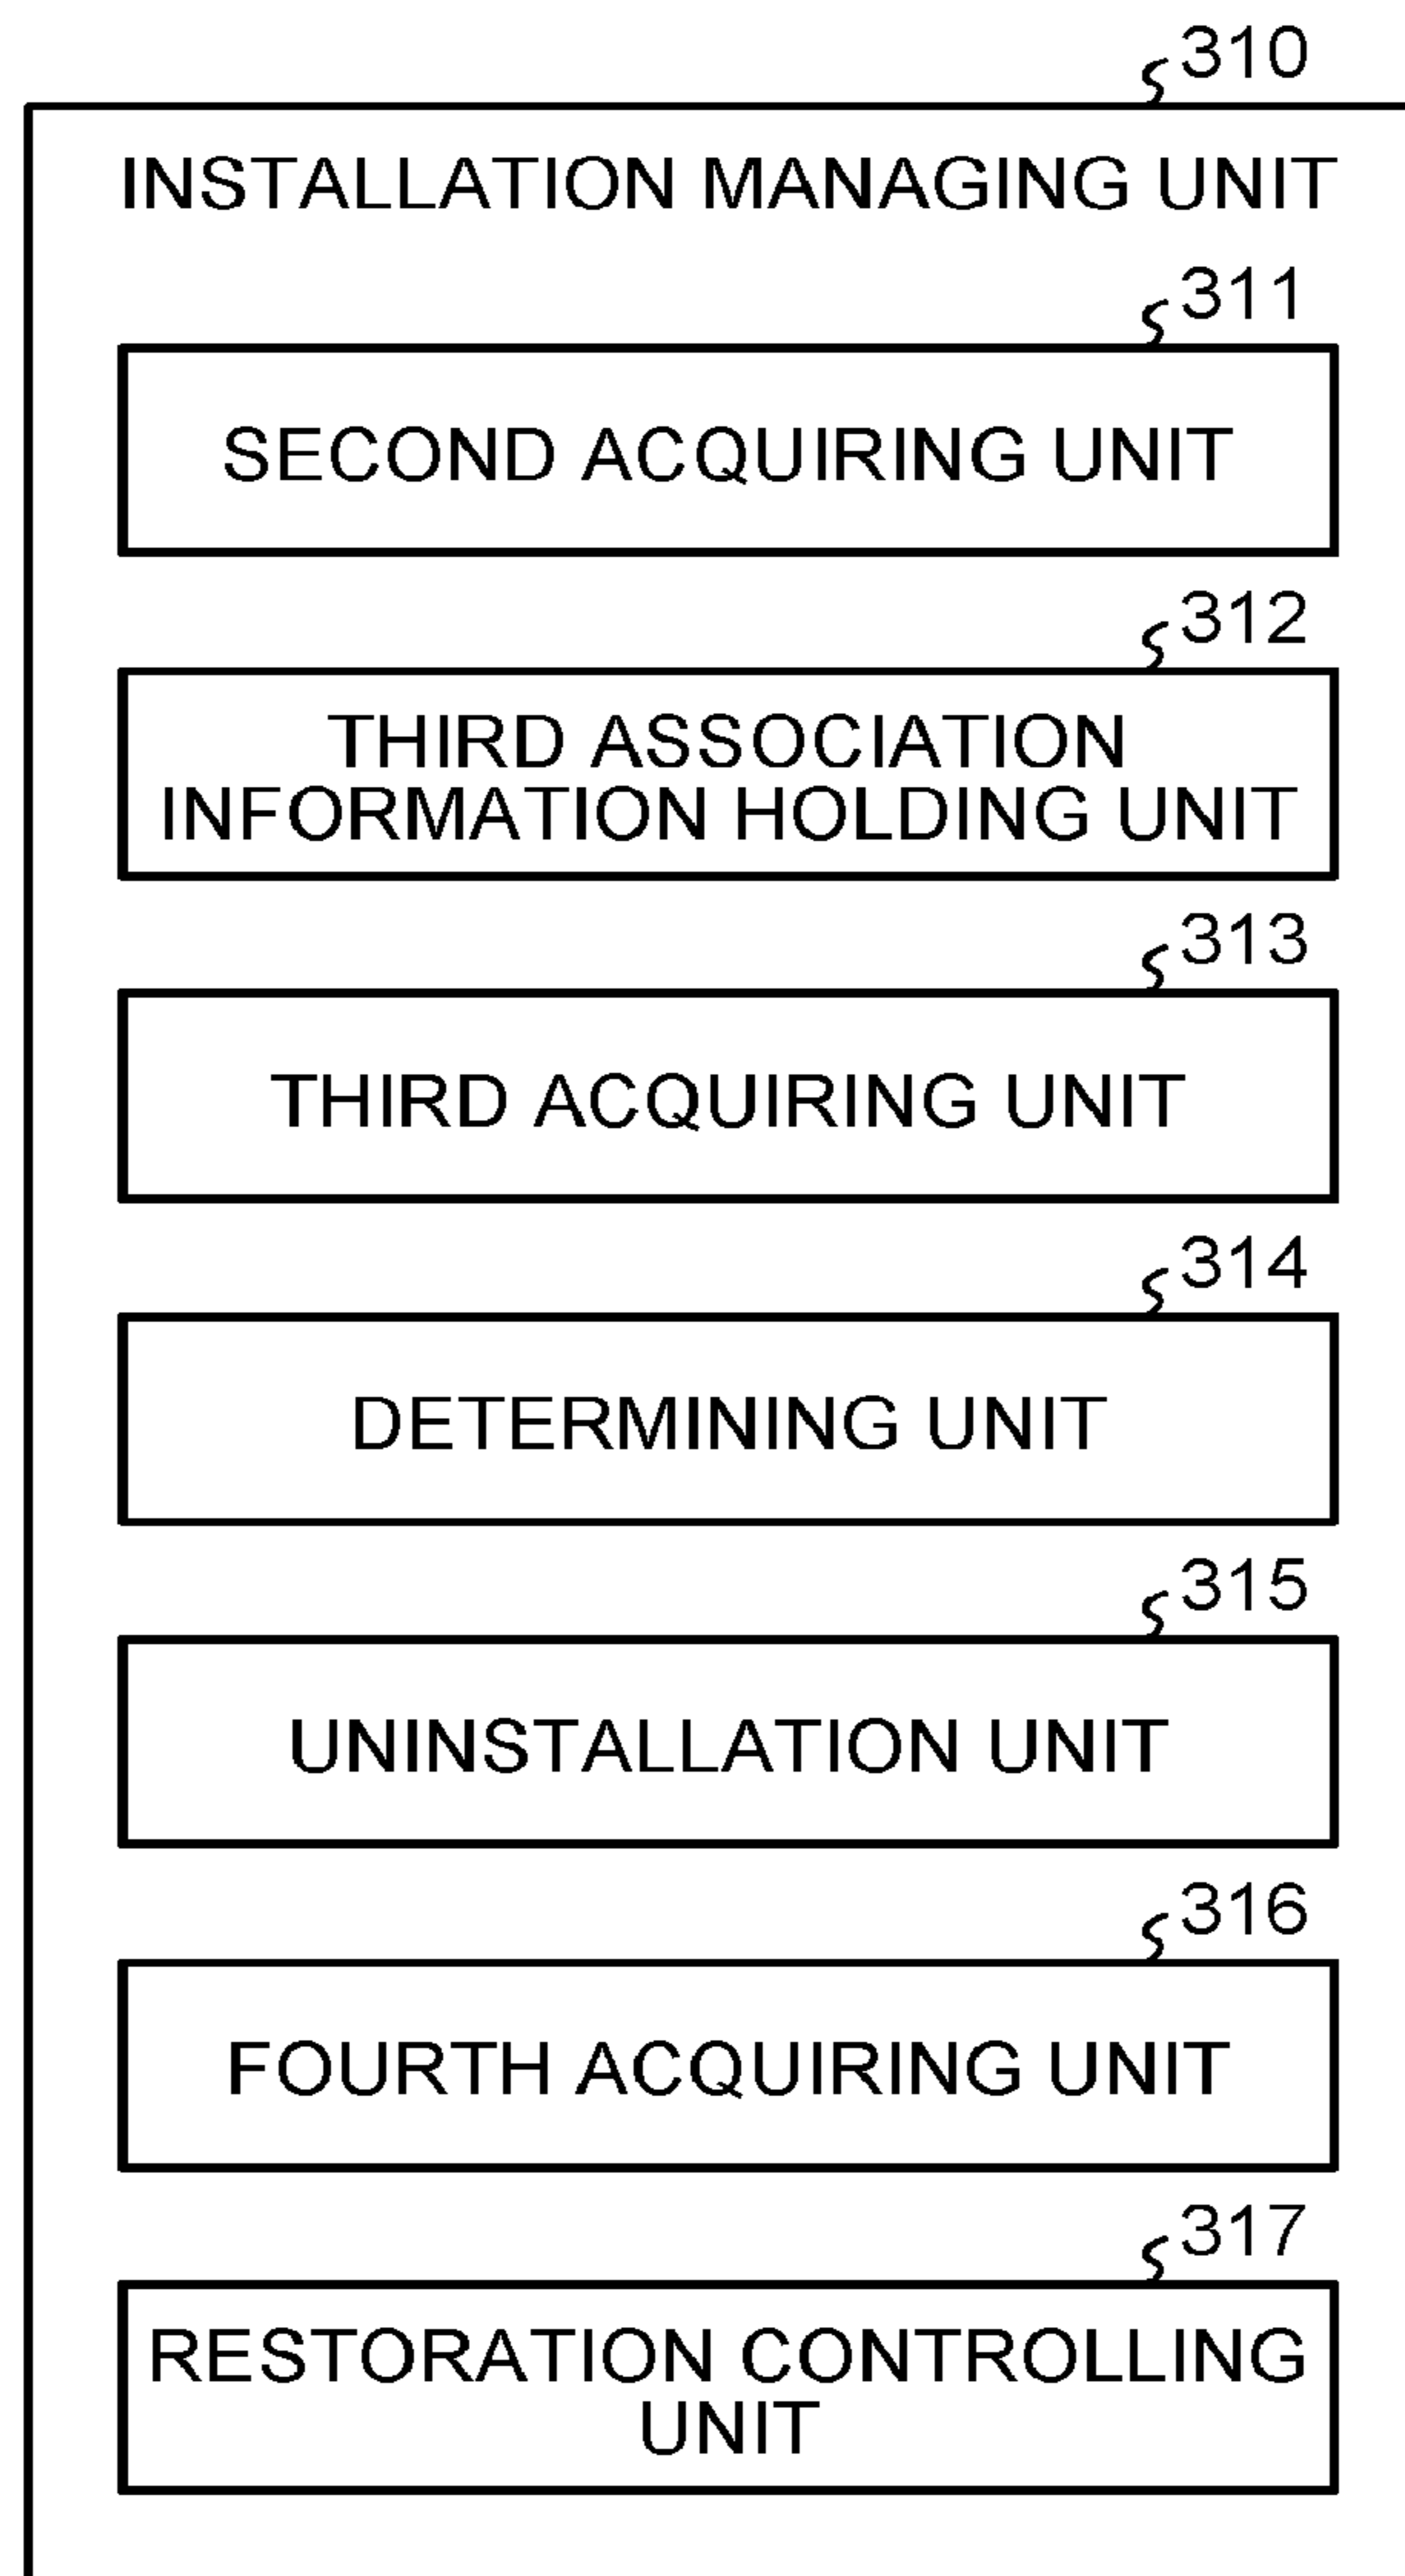 310
INSTALLATION MANAGING UNIT
311
SECOND ACQUIRING UNIT
312
THIRD ASSOCIATION
INFORMATION HOLDING UNIT
313
THIRD ACQUIRING UNIT
314
DETERMINING UNIT
315
UNINSTALLATION UNIT
316
FOURTH ACQUIRING UNIT
317
RESTORATION CONTROLLING
UNIT